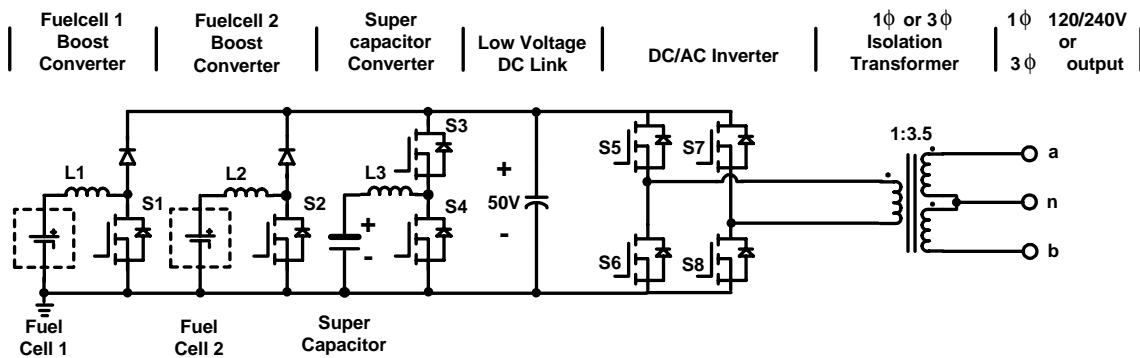 Fuelcell 1
Boost
Converter
Fuelcell 2
Boost
Converter
Super
capacitor
Converter
Low Voltage
DC Link
DC/AC Inverter
1ϕ or 3ϕ
Isolation
Transformer
1ϕ 120/240V
or
3ϕ output
L1
S1
L2
S2
L3
+
-
S3
S4
+
50V
-
S5
S7
S6
S8
1:3.5
a
n
b
Fuel
Cell 1
Fuel
Cell 2
Super
Capacitor